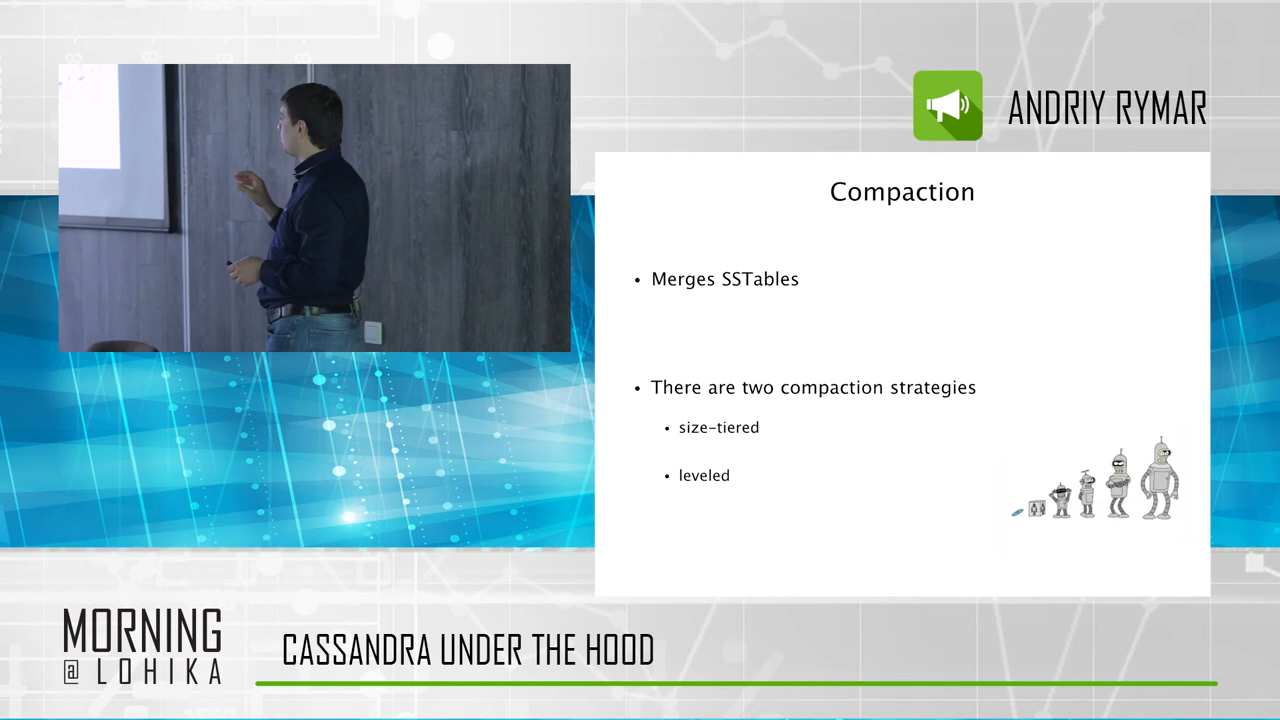 ANDRIY RYMAR
Compaction
• Merges SSTables
• There are two compaction strategies
• size-tiered
• leveled
MORNING
@ LOHIKA
CASSANDRA UNDER THE HOOD